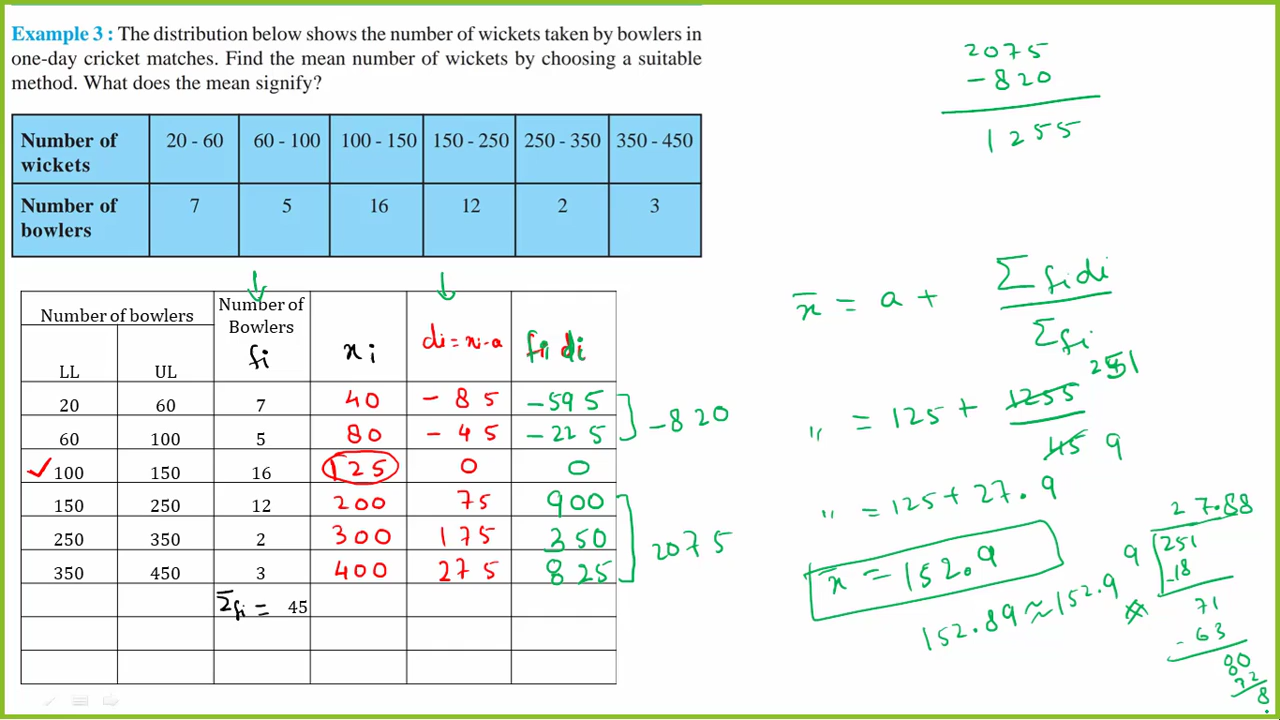 Example 3 : The distribution below shows the number of wickets taken by bowlers in
one-day cricket matches. Find the mean number of wickets by choosing a suitable
method. What does the mean signify?
Number of wickets 20 - 60 60 - 100 100 - 150 150 - 250 250 - 350 350 - 450
Number of bowlers 7 5 16 12 2 3
Number of bowlers Number of Bowlers fi xi di = xi - a fi di
LL UL
20 60 7 40 - 85 - 595
60 100 5 80 - 45 - 225
- 820
100 150 16 125 0 0
150 250 12 200 75 900
250 350 2 300 175 350
350 450 3 400 275 825
2075
Σfi = 45
2075
- 820
1255
x̄ = a + Σ fidi / Σfi
" = 125 + 1255 / 45 251 9
" = 125 + 27.9
x̄ = 152.9
152.89 ≈ 152.9
27.88
9 251
-18
71
- 63
80
72
8